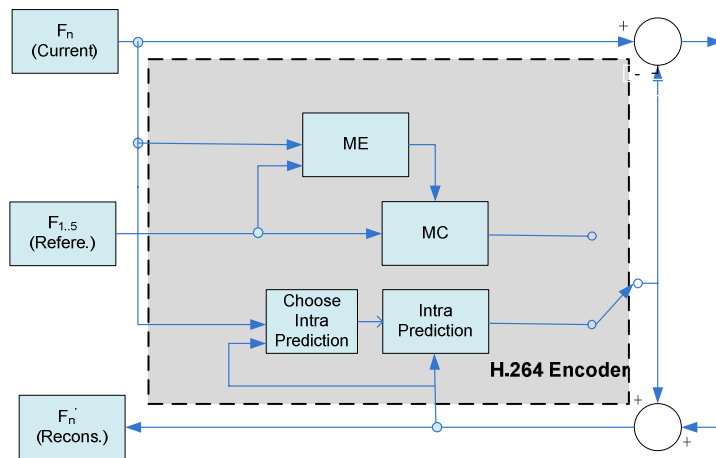 Fn
(Current)
+
-
ME
F1..5
(Refere.)
MC
Choose
Intra
Prediction
Intra
Prediction
H.264 Encoder
Fn'
(Recons.)
+
+